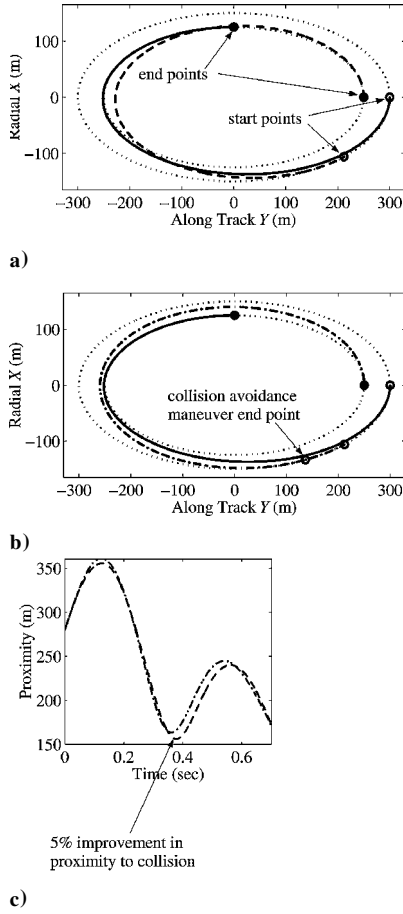 100
0
−100
Radial X (m)
end points
start points
−300 −200 −100 0 100 200 300
Along Track Y (m)
a)
100
0
−100
Radial X (m)
collision avoidance
maneuver end point
−300 −200 −100 0 100 200 300
Along Track Y (m)
b)
350
300
250
200
150
Proximity (m)
0 0.2 0.4 0.6
Time (sec)
5% improvement in
proximity to collision
c)